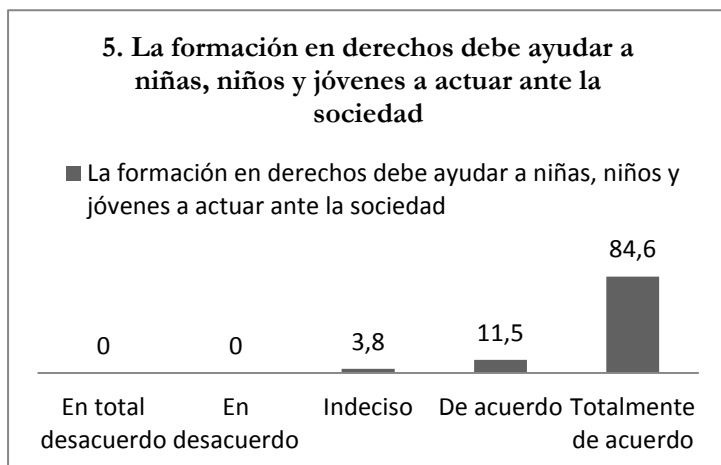 5. La formación en derechos debe ayudar a
niñas, niños y jóvenes a actuar ante la
sociedad
La formación en derechos debe ayudar a niñas, niños y
jóvenes a actuar ante la sociedad
0
0
3,8
11,5
84,6
En total
desacuerdo
En
desacuerdo
Indeciso
De acuerdo
Totalmente
de acuerdo